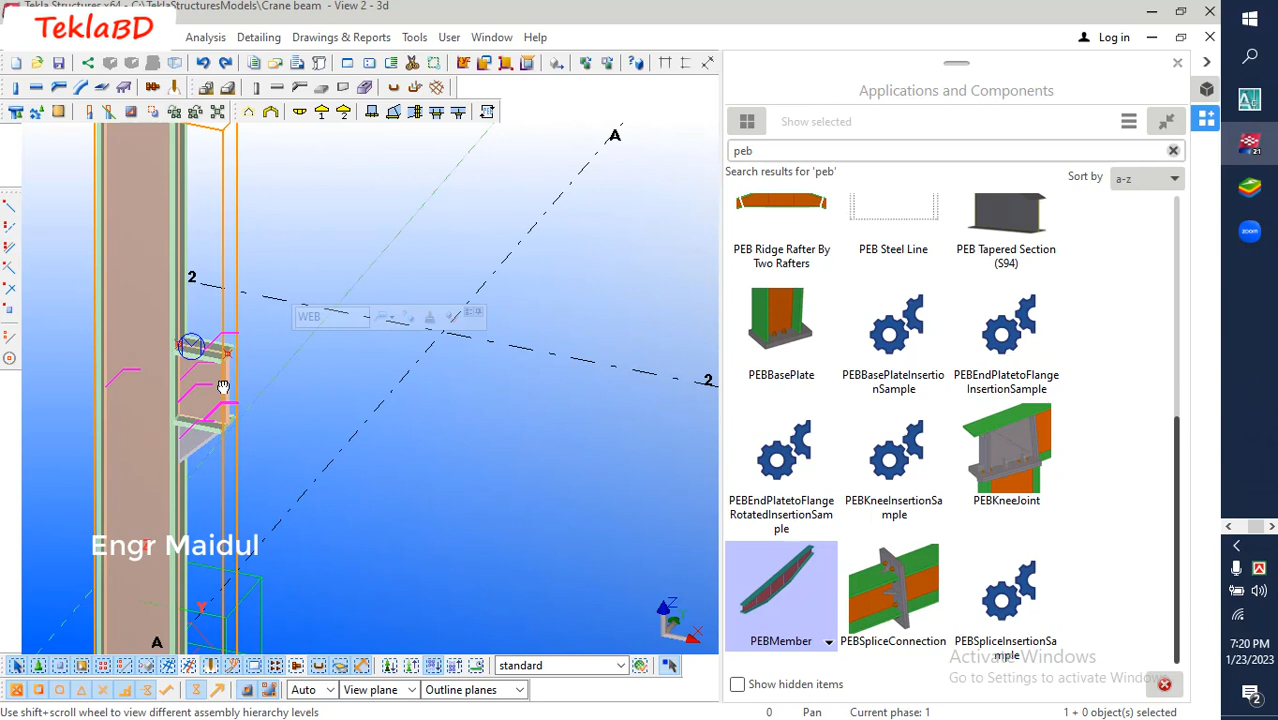 Tekla Structures x64 - C:\TeklaStructuresModels\Crane beam - View 2 - 3d
TeklaBD
Analysis Detailing Drawings & Reports Tools User Window Help
Log in
Applications and Components
Show selected
peb
Search results for 'peb'
Sort by a-z
PEB Ridge Rafter By Two Rafters
PEB Steel Line
PEB Tapered Section (S94)
PEBBasePlate
PEBBasePlateInsertionSample
PEBEndPlatetoFlangeInsertionSample
PEBEndPlatetoFlangeRotatedInsertionSample
PEBKneeInsertionSample
PEBKneeJoint
PEBMember
PEBSpliceConnection
PEBSpliceInsertionSample
Show hidden items
Activate Windows
Go to Settings to activate Windows.
A
2
WEB
2
Engr Maidul
Y
A
Z
X
standard
Auto View plane Outline planes
Use shift+scroll wheel to view different assembly hierarchy levels
0 Pan Current phase: 1 1 + 0 object(s) selected
21
zoom
7:20 PM
1/23/2023
2